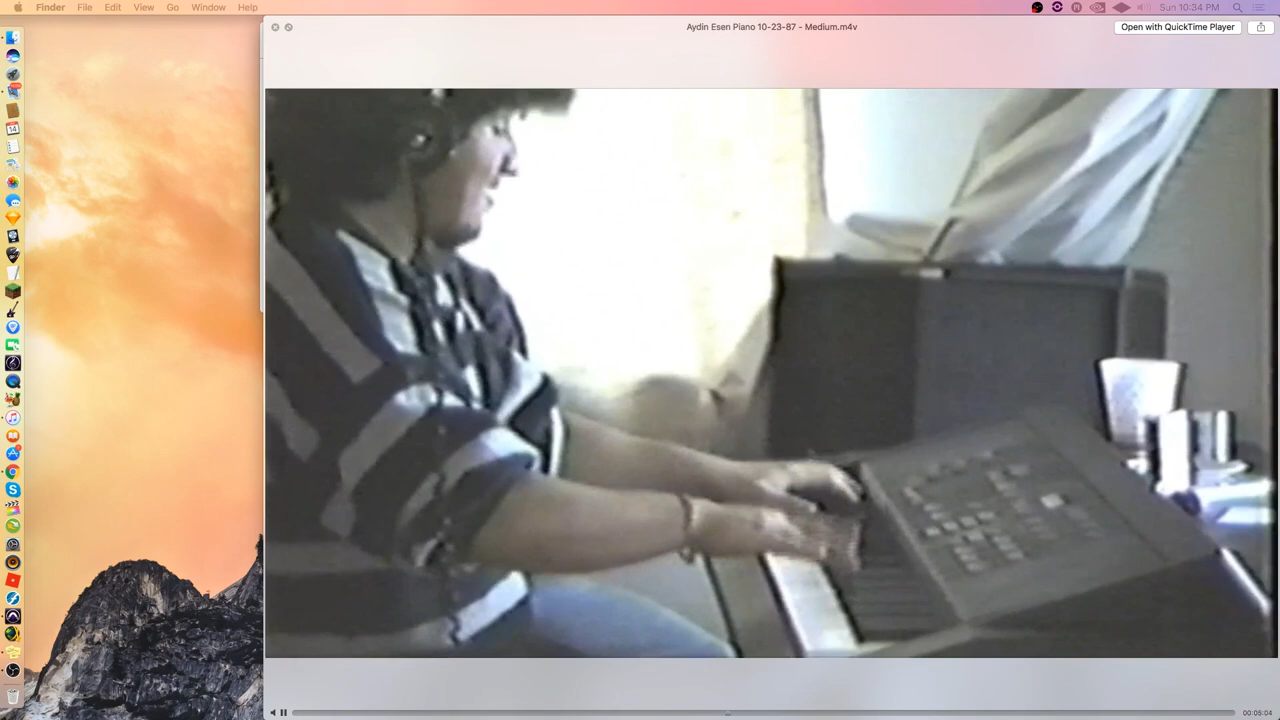 Finder File Edit View Go Window Help
Sun 10:34 PM
Aydin Esen Piano 10-23-87 - Medium.m4v
Open with QuickTime Player
14
00:05:04